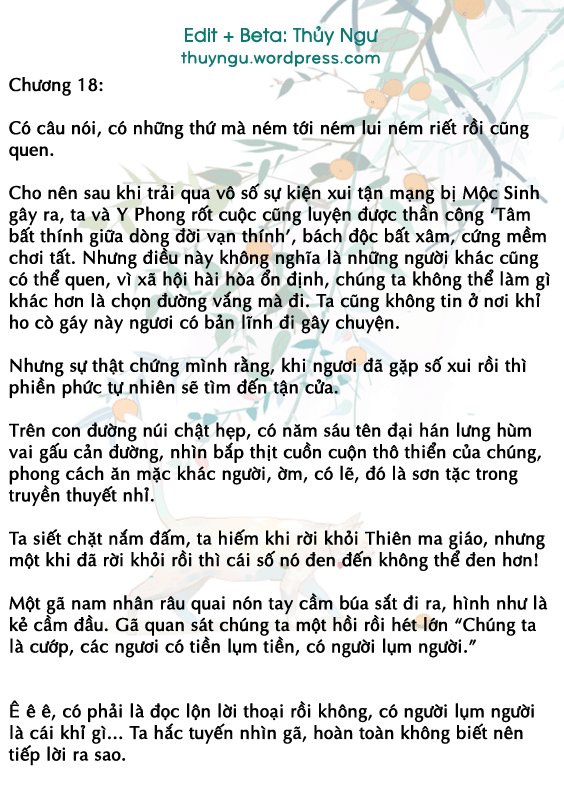 Edit + Beta: Thủy Ngư
thuyngu.wordpress.com
Chương 18:
Có câu nói, có những thứ mà ném tới ném lui ném riết rồi cũng
quen.
Cho nên sau khi trải qua vô số sự kiện xui tận mạng bị Mộc Sinh
gây ra, ta và Y Phong rốt cuộc cũng luyện được thần công ‘Tâm
bất thính giữa dòng đời vạn thính’, bách độc bất xâm, cứng mềm
chơi tất. Nhưng điều này không nghĩa là những người khác cũng
có thể quen, vì xã hội hài hòa ổn định, chúng ta không thể làm gì
khác hơn là chọn đường vắng mà đi. Ta cũng không tin ở nơi khỉ
ho cò gáy này ngươi có bản lĩnh đi gây chuyện.
Nhưng sự thật chứng mình rằng, khi ngươi đã gặp số xui rồi thì
phiền phức tự nhiên sẽ tìm đến tận cửa.
Trên con đường núi chật hẹp, có năm sáu tên đại hán lưng hùm
vai gấu cản đường, nhìn bắp thịt cuồn cuộn thô thiển của chúng,
phong cách ăn mặc khác người, ờm, có lẽ, đó là sơn tặc trong
truyền thuyết nhỉ.
Ta siết chặt nắm đấm, ta hiếm khi rời khỏi Thiên ma giáo, nhưng
một khi đã rời khỏi rồi thì cái số nó đen đến không thể đen hơn!
Một gã nam nhân râu quai nón tay cầm búa sắt đi ra, hình như là
kẻ cầm đầu. Gã quan sát chúng ta một hồi rồi hét lớn “Chúng ta
là cướp, các ngươi có tiền lụm tiền, có người lụm người.”
Ê ê ê, có phải là đọc lộn lời thoại rồi không, có người lụm người
là cái khỉ gì... Ta hắc tuyến nhìn gã, hoàn toàn không biết nên
tiếp lời ra sao.